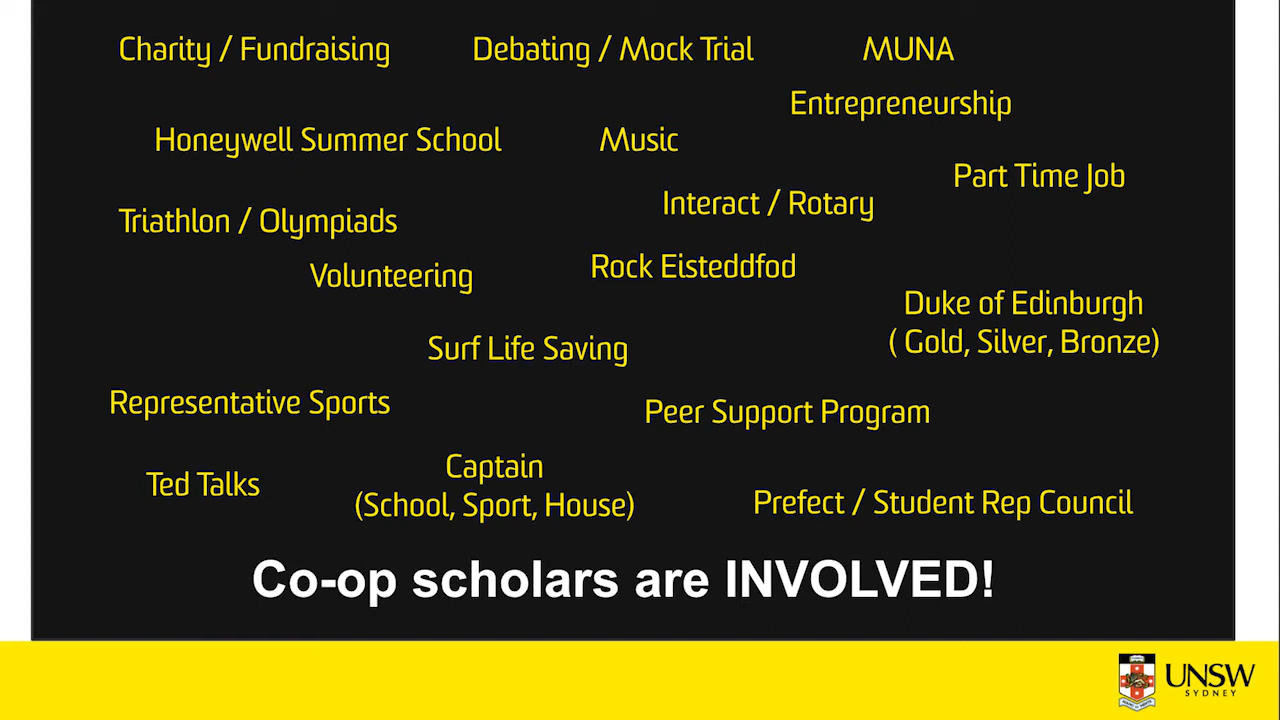 Charity / Fundraising
Debating / Mock Trial
MUNA
Entrepreneurship
Honeywell Summer School
Music
Part Time Job
Interact / Rotary
Triathlon / Olympiads
Rock Eisteddfod
Volunteering
Duke of Edinburgh
( Gold, Silver, Bronze)
Surf Life Saving
Representative Sports
Peer Support Program
Captain
(School, Sport, House)
Ted Talks
Prefect / Student Rep Council
Co-op scholars are INVOLVED!
UNSW
SYDNEY